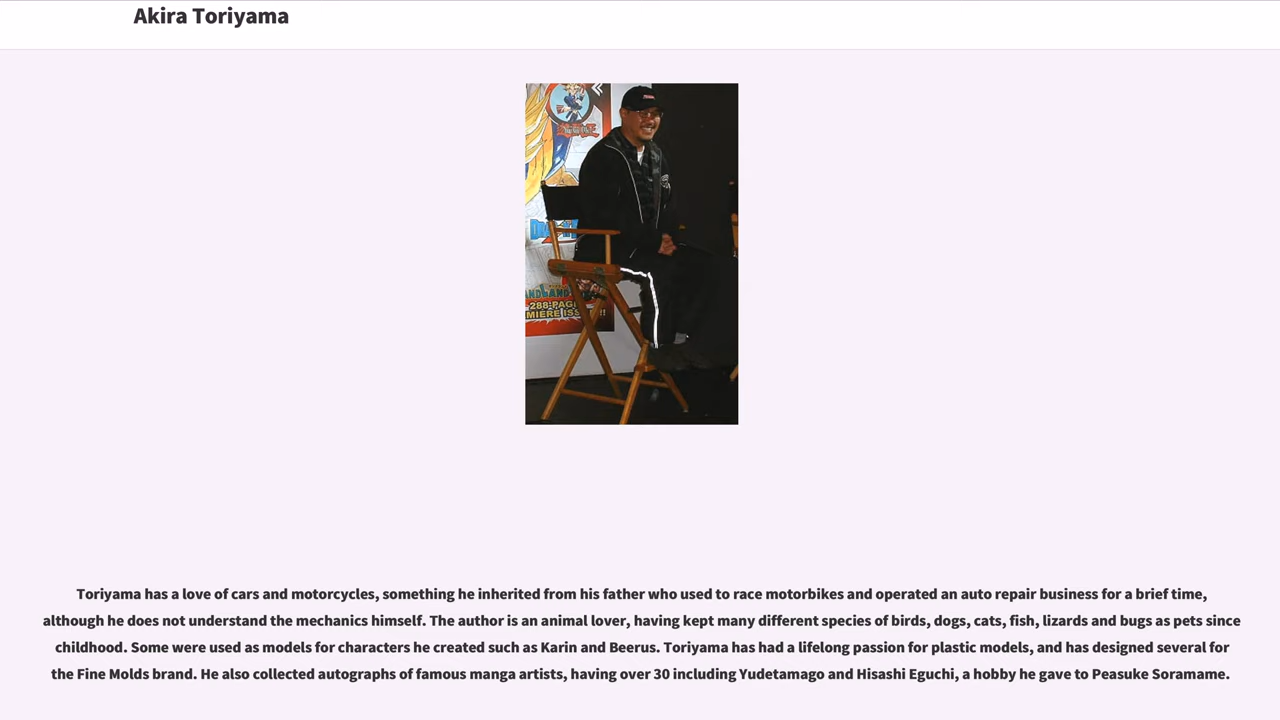 Akira Toriyama
288-PAGE
Toriyama has a love of cars and motorcycles, something he inherited from his father who used to race motorbikes and operated an auto repair business for a brief time,
although he does not understand the mechanics himself. The author is an animal lover, having kept many different species of birds, dogs, cats, fish, lizards and bugs as pets since
childhood. Some were used as models for characters he created such as Karin and Beerus. Toriyama has had a lifelong passion for plastic models, and has designed several for
the Fine Molds brand. He also collected autographs of famous manga artists, having over 30 including Yudetamago and Hisashi Eguchi, a hobby he gave to Peasuke Soramame.